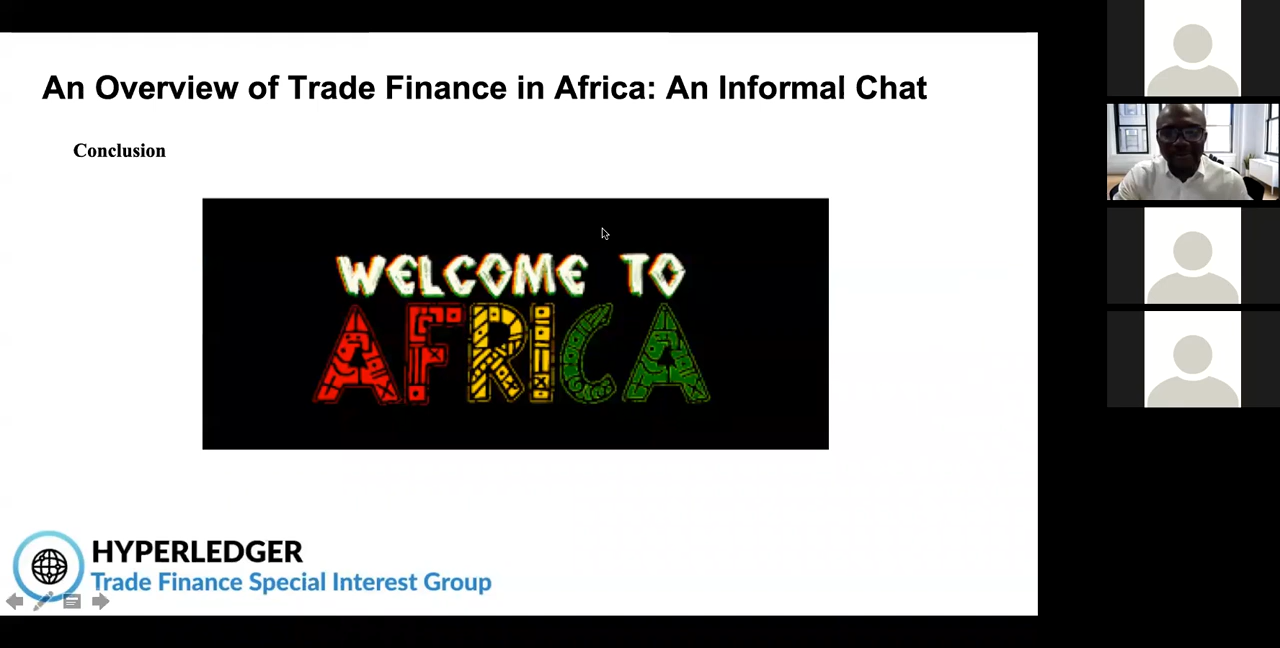 An Overview of Trade Finance in Africa: An Informal Chat
Conclusion
WELCOME TO
AFRICA
HYPERLEDGER
Trade Finance Special Interest Group